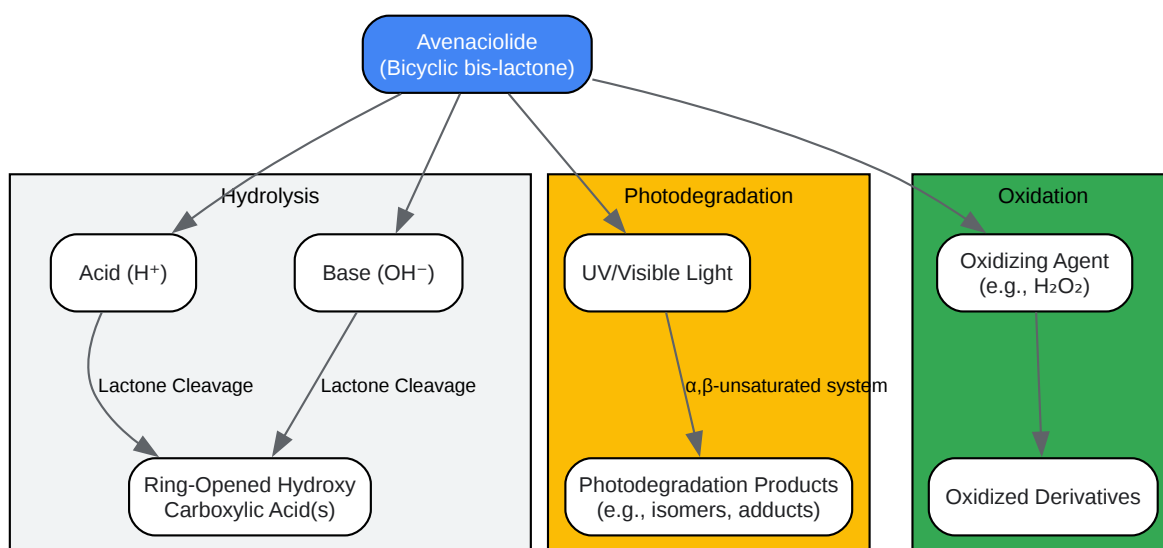 Avenaciolide
(Bicyclic bis-lactone)
Hydrolysis
Photodegradation
Oxidation
Acid (H⁺)
Base (OH⁻)
UV/Visible Light
Oxidizing Agent
(e.g., H₂O₂)
Lactone Cleavage
Lactone Cleavage
α,β-unsaturated system
Ring-Opened Hydroxy
Carboxylic Acid(s)
Photodegradation Products
(e.g., isomers, adducts)
Oxidized Derivatives